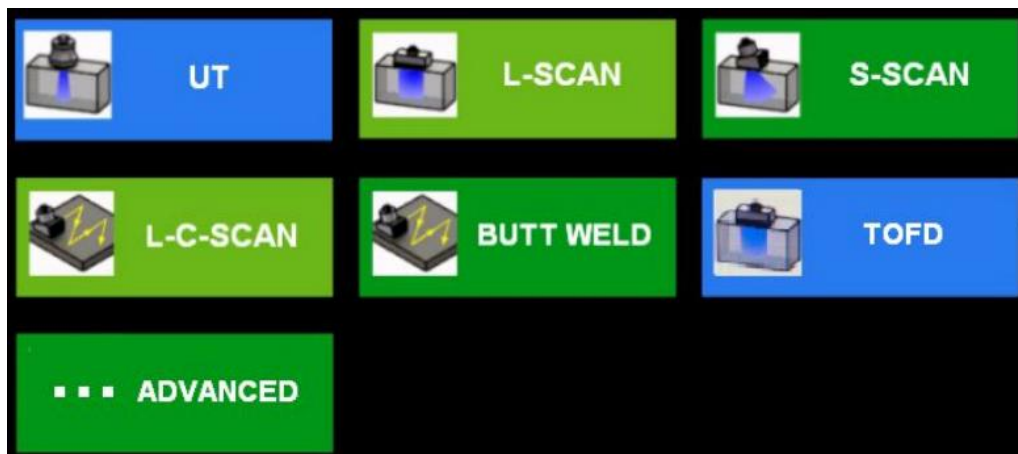 UT
L-SCAN
S-SCAN
L-C-SCAN
BUTT WELD
TOFD
... ADVANCED